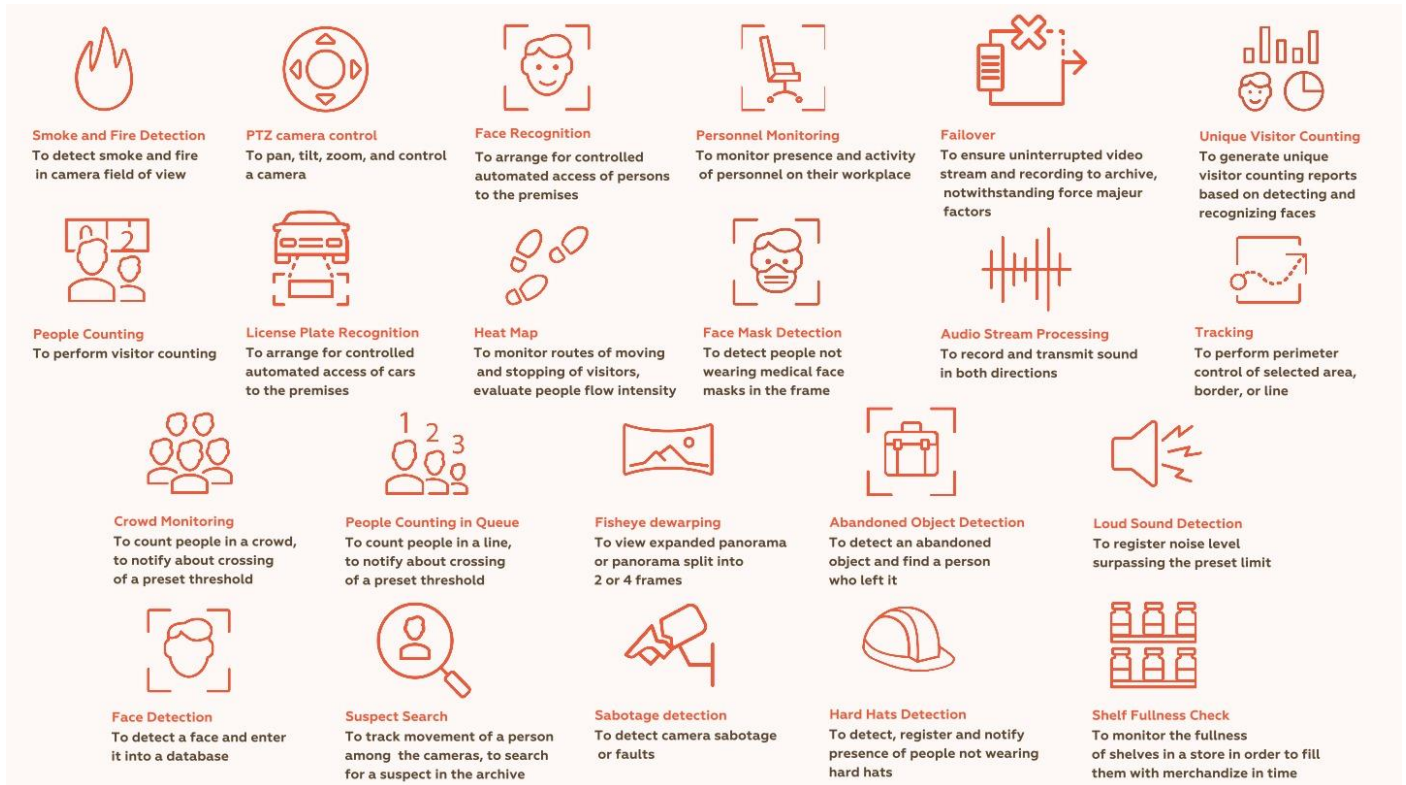 Smoke and Fire Detection
To detect smoke and fire
in camera field of view
PTZ camera control
To pan, tilt, zoom, and control
a camera
Face Recognition
To arrange for controlled
automated access of persons
to the premises
Personnel Monitoring
To monitor presence and activity
of personnel on their workplace
Failover
To ensure uninterrupted video
stream and recording to archive,
notwithstanding force majeur
factors
Unique Visitor Counting
To generate unique
visitor counting reports
based on detecting and
recognizing faces
0 2
People Counting
To perform visitor counting
License Plate Recognition
To arrange for controlled
automated access of cars
to the premises
Heat Map
To monitor routes of moving
and stopping of visitors,
evaluate people flow intensity
Face Mask Detection
To detect people not
wearing medical face
masks in the frame
Audio Stream Processing
To record and transmit sound
in both directions
Tracking
To perform perimeter
control of selected area,
border, or line
Crowd Monitoring
To count people in a crowd,
to notify about crossing
of a preset threshold
1 2 3
People Counting in Queue
To count people in a line,
to notify about crossing
of a preset threshold
Fisheye dewarping
To view expanded panorama
or panorama split into
2 or 4 frames
Abandoned Object Detection
To detect an abandoned
object and find a person
who left it
Loud Sound Detection
To register noise level
surpassing the preset limit
Face Detection
To detect a face and enter
it into a database
Suspect Search
To track movement of a person
among the cameras, to search
for a suspect in the archive
Sabotage detection
To detect camera sabotage
or faults
Hard Hats Detection
To detect, register and notify
presence of people not wearing
hard hats
Shelf Fullness Check
To monitor the fullness
of shelves in a store in order to fill
them with merchandize in time